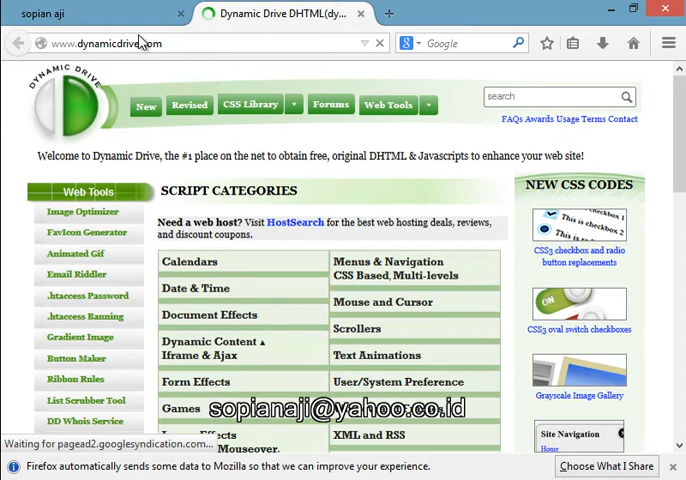 sopian aji
Dynamic Drive DHTML(dy...
www.dynamicdrive.com
Google
DYNAMIC DRIVE
New
Revised
CSS Library
Forums
Web Tools
search
FAQs Awards Usage Terms Contact
Welcome to Dynamic Drive, the #1 place on the net to obtain free, original DHTML & Javascripts to enhance your web site!
Web Tools
Image Optimizer
FavIcon Generator
Animated Gif
Email Riddler
.htaccess Password
.htaccess Banning
Gradient Image
Button Maker
Ribbon Rules
List Scrubber Tool
DD Whois Service
SCRIPT CATEGORIES
Need a web host? Visit HostSearch for the best web hosting deals, reviews,
and discount coupons.
Calendars
Date & Time
Document Effects
Dynamic Content
Iframe & Ajax
Form Effects
Games
Effects
Mouseover,
Menus & Navigation
CSS Based, Multi-levels
Mouse and Cursor
Scrollers
Text Animations
User/System Preference
XML and RSS
NEW CSS CODES
This is checkbox 1
This is checkbox 2
CSS3 checkbox and radio
button replacements
ON
CSS3 oval switch checkboxes
Grayscale Image Gallery
Site Navigation
Home
sopianaji@yahoo.co.id
Waiting for pagead2.googlesyndication.com...
Firefox automatically sends some data to Mozilla so that we can improve your experience.
Choose What I Share